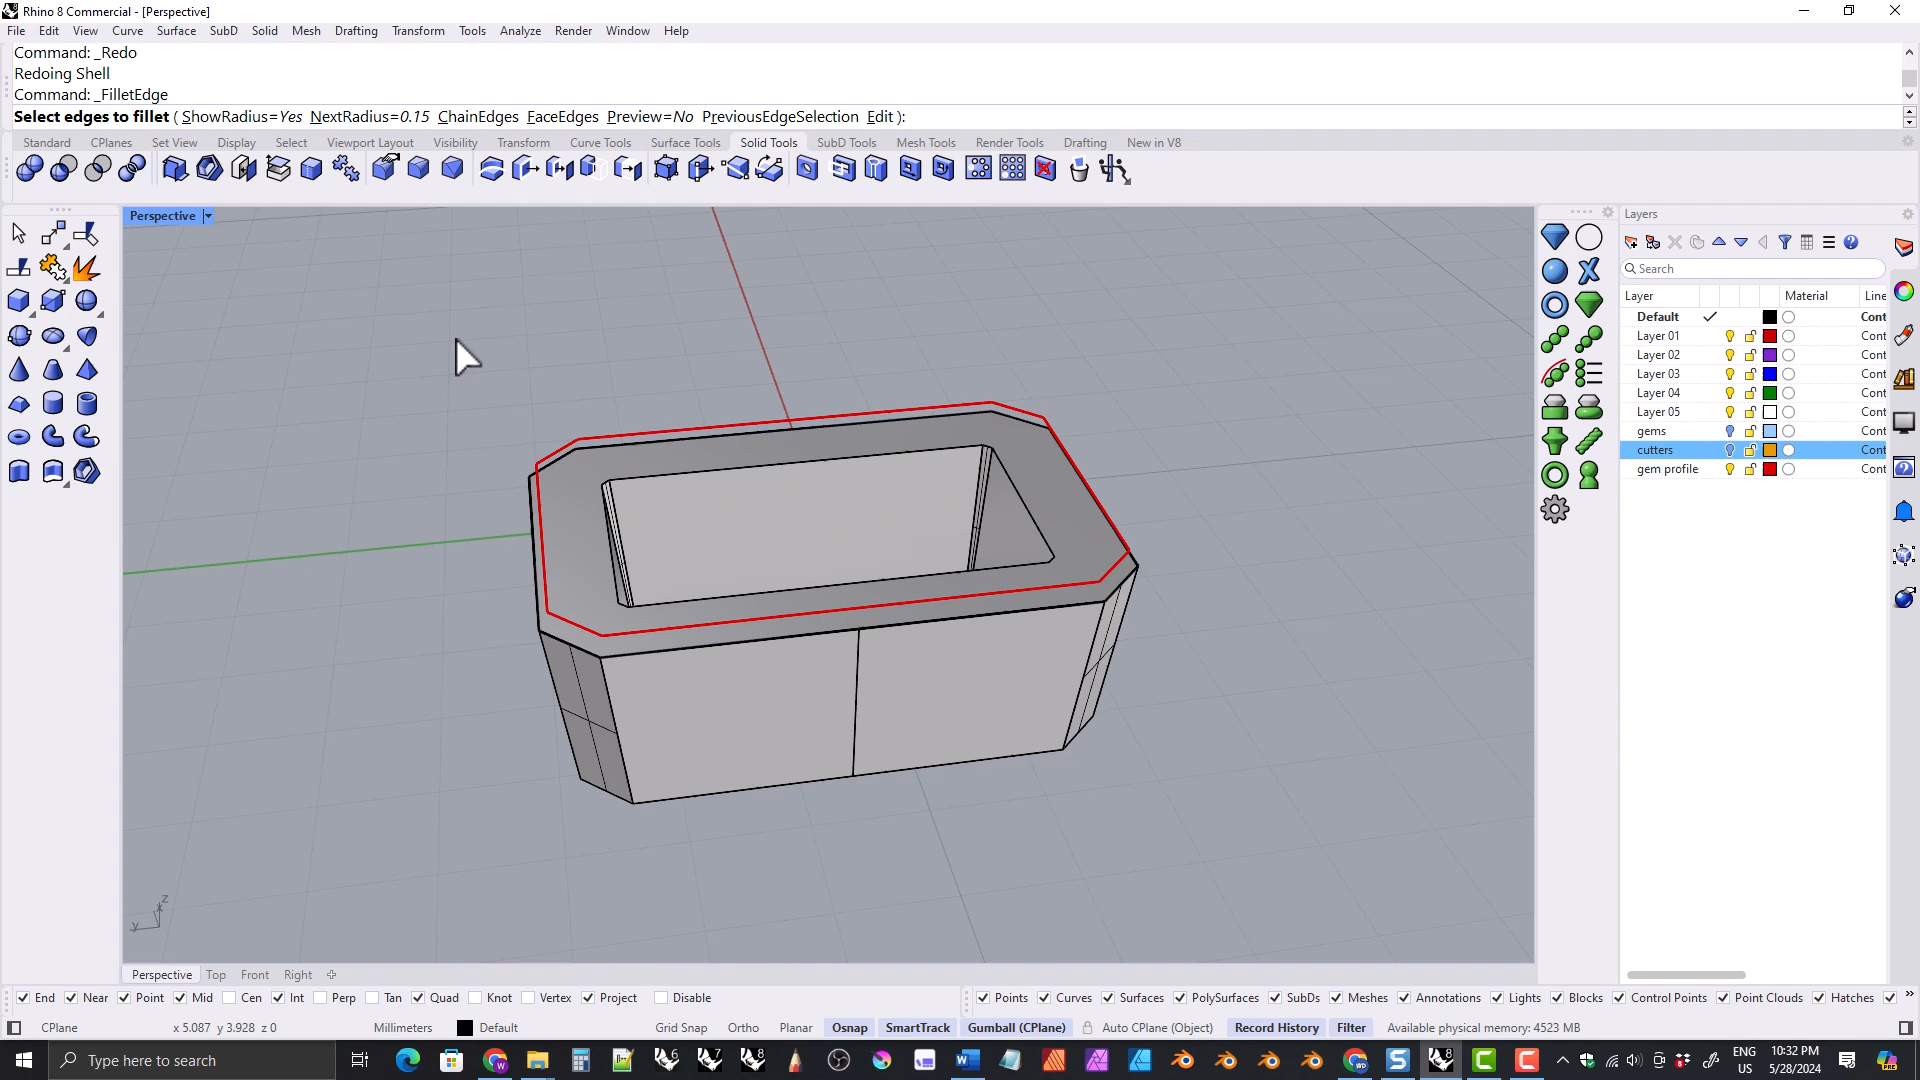 Rhino 8 Commercial - [Perspective]
File Edit View Curve Surface SubD Solid Mesh Drafting Transform Tools Analyze Render Window Help
Command: _Redo
Redoing Shell
Command: _FilletEdge
Select edges to fillet ( ShowRadius=Yes NextRadius=0.15 ChainEdges FaceEdges Preview=No PreviousEdgeSelection Edit ):
Standard CPlanes Set View Display Select Viewport Layout Visibility Transform Curve Tools Surface Tools Solid Tools SubD Tools Mesh Tools Render Tools Drafting New in V8
Perspective
Layers
Search
Layer Material Line
Default Cont
Layer 01 Cont
Layer 02 Cont
Layer 03 Cont
Layer 04 Cont
Layer 05 Cont
gems Cont
cutters Cont
gem profile Cont
z
y
Perspective Top Front Right
End Near Point Mid Cen Int Perp Tan Quad Knot Vertex Project Disable Points Curves Surfaces PolySurfaces SubDs Meshes Annotations Lights Blocks Control Points Point Clouds Hatches
CPlane x 5.087 y 3.928 z 0 Millimeters Default Grid Snap Ortho Planar Osnap SmartTrack Gumball (CPlane) Auto CPlane (Object) Record History Filter Available physical memory: 4523 MB
Type here to search
ENG
US
10:32 PM
5/28/2024